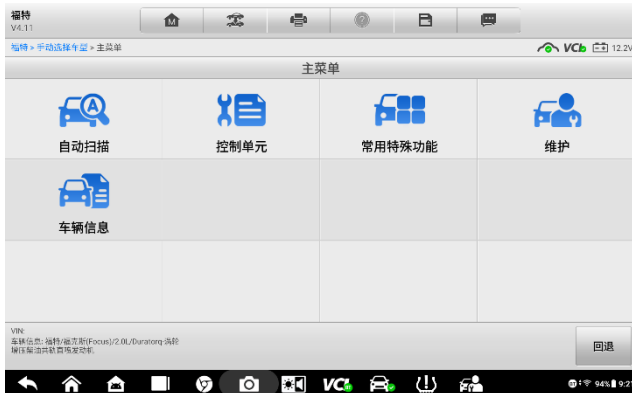 福特
V4.11
福特 > 手动选择车型 > 主菜单
VCI 12.2V
主菜单
自动扫描
控制单元
常用特殊功能
维护
车辆信息
VIN:
车辆信息: 福特/福克斯(Focus)/2.0L/Duratorq-涡轮
增压柴油共轨直喷发动机
回退
VCI
94% 9:21